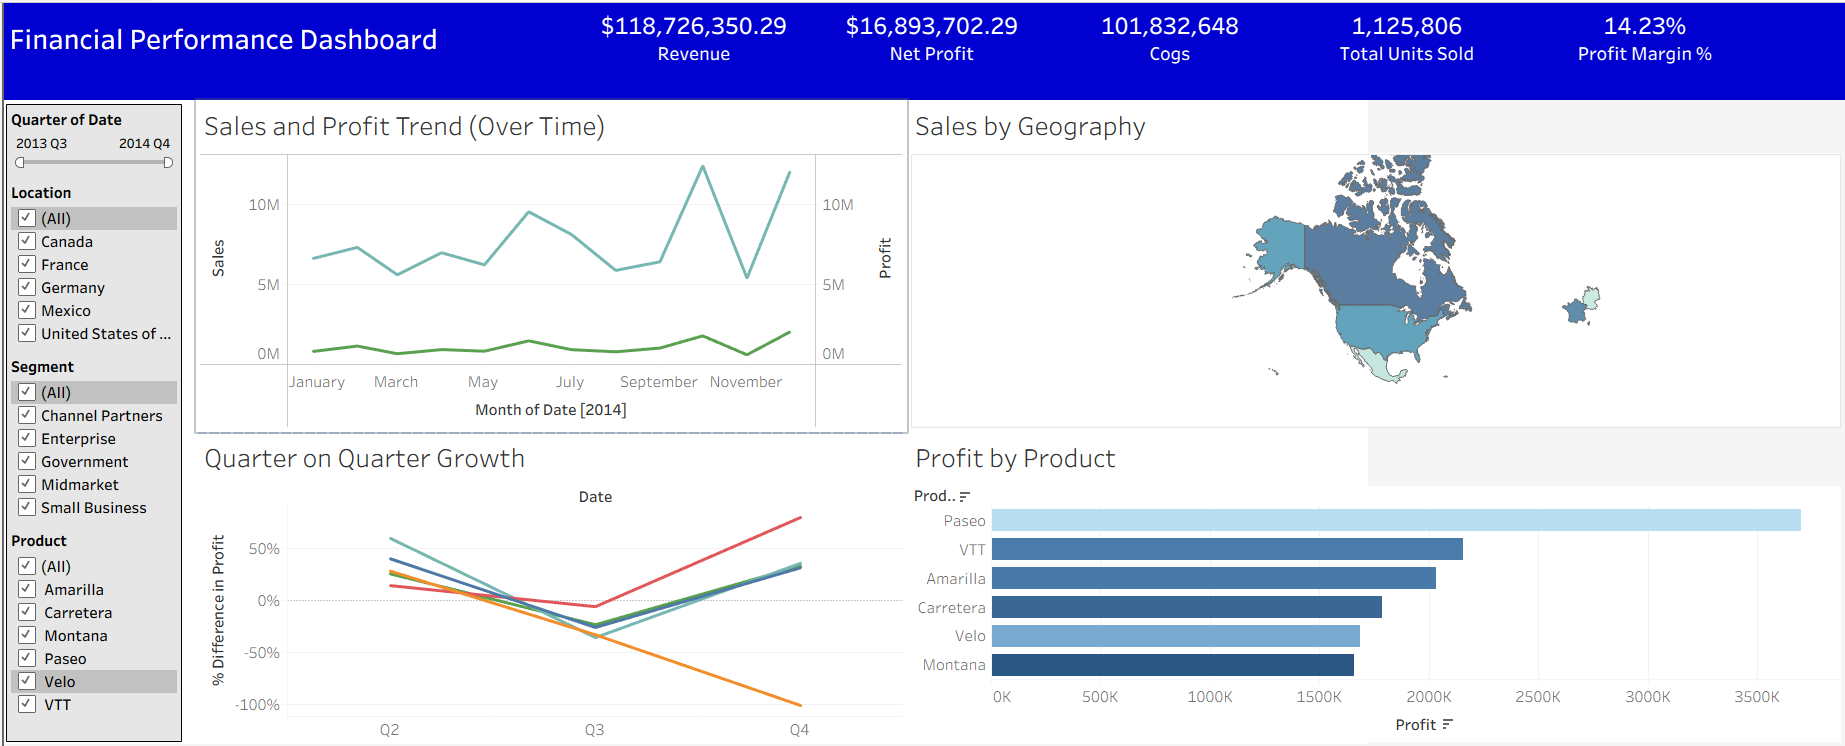 Financial Performance Dashboard
$118,726,350.29
Revenue
$16,893,702.29
Net Profit
101,832,648
Cogs
1,125,806
Total Units Sold
14.23%
Profit Margin %
Quarter of Date
2013 Q3 2014 Q4
Location
(All)
Canada
France
Germany
Mexico
United States of ...
Segment
(All)
Channel Partners
Enterprise
Government
Midmarket
Small Business
Product
(All)
Amarilla
Carretera
Montana
Paseo
Velo
VTT
Sales and Profit Trend (Over Time)
Sales
10M
5M
0M
10M
5M
0M
Profit
January March May July September November
Month of Date [2014]
Sales by Geography
Quarter on Quarter Growth
Date
% Difference in Profit
50%
0%
-50%
-100%
Q2 Q3 Q4
Profit by Product
Prod..
Paseo
VTT
Amarilla
Carretera
Velo
Montana
0K 500K 1000K 1500K 2000K 2500K 3000K 3500K
Profit